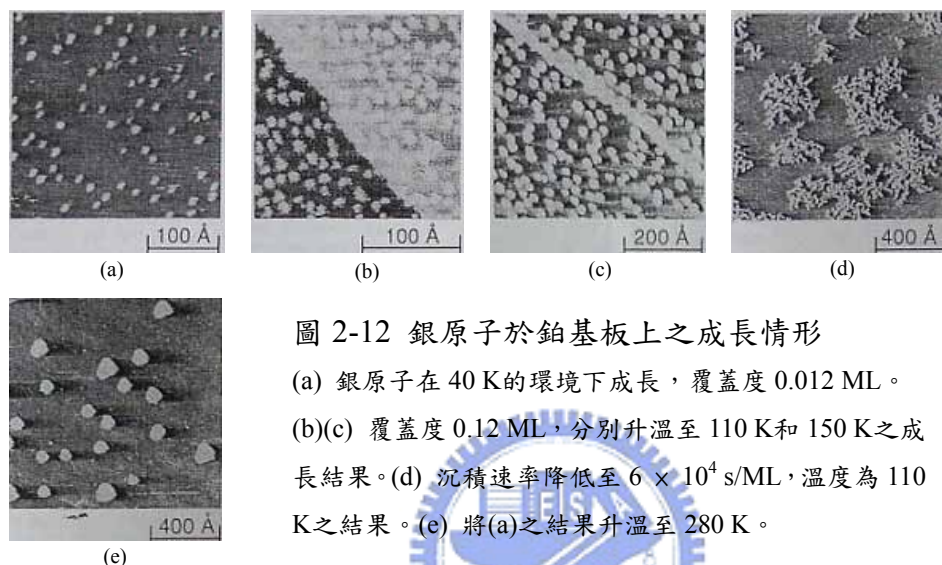 100 Å
100 Å
200 Å
400 Å
(a)
(b)
(c)
(d)
400 Å
(e)
圖 2-12 銀原子於鉑基板上之成長情形
(a) 銀原子在 40 K的環境下成長,覆蓋度 0.012 ML。
(b)(c) 覆蓋度 0.12 ML,分別升溫至 110 K和 150 K之成
長結果。(d) 沉積速率降低至 6 × 10⁴ s/ML,溫度為 110
K之結果。(e) 將(a)之結果升溫至 280 K。